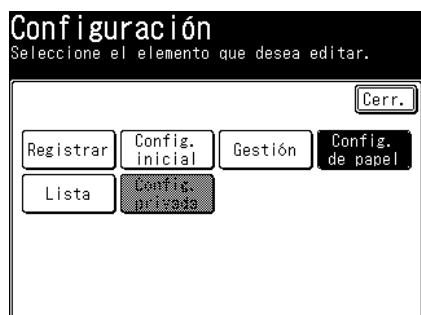 Configuración
Seleccione el elemento que desea editar.
Cerr.
Registrar
Config.
inicial
Gestión
Config.
de papel
Lista
Config.
privada